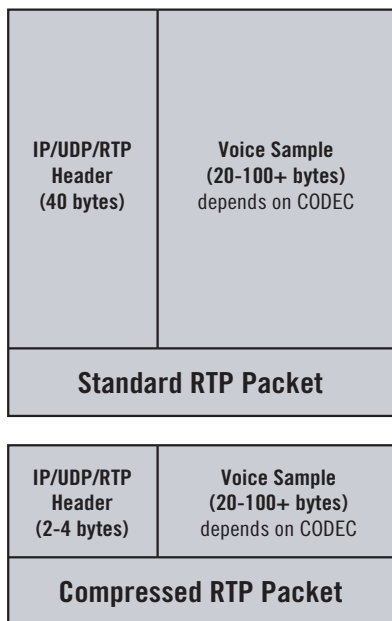 IP/UDP/RTP
Header
(40 bytes)
Voice Sample
(20-100+ bytes)
depends on CODEC
Standard RTP Packet
IP/UDP/RTP
Header
(2-4 bytes)
Voice Sample
(20-100+ bytes)
depends on CODEC
Compressed RTP Packet